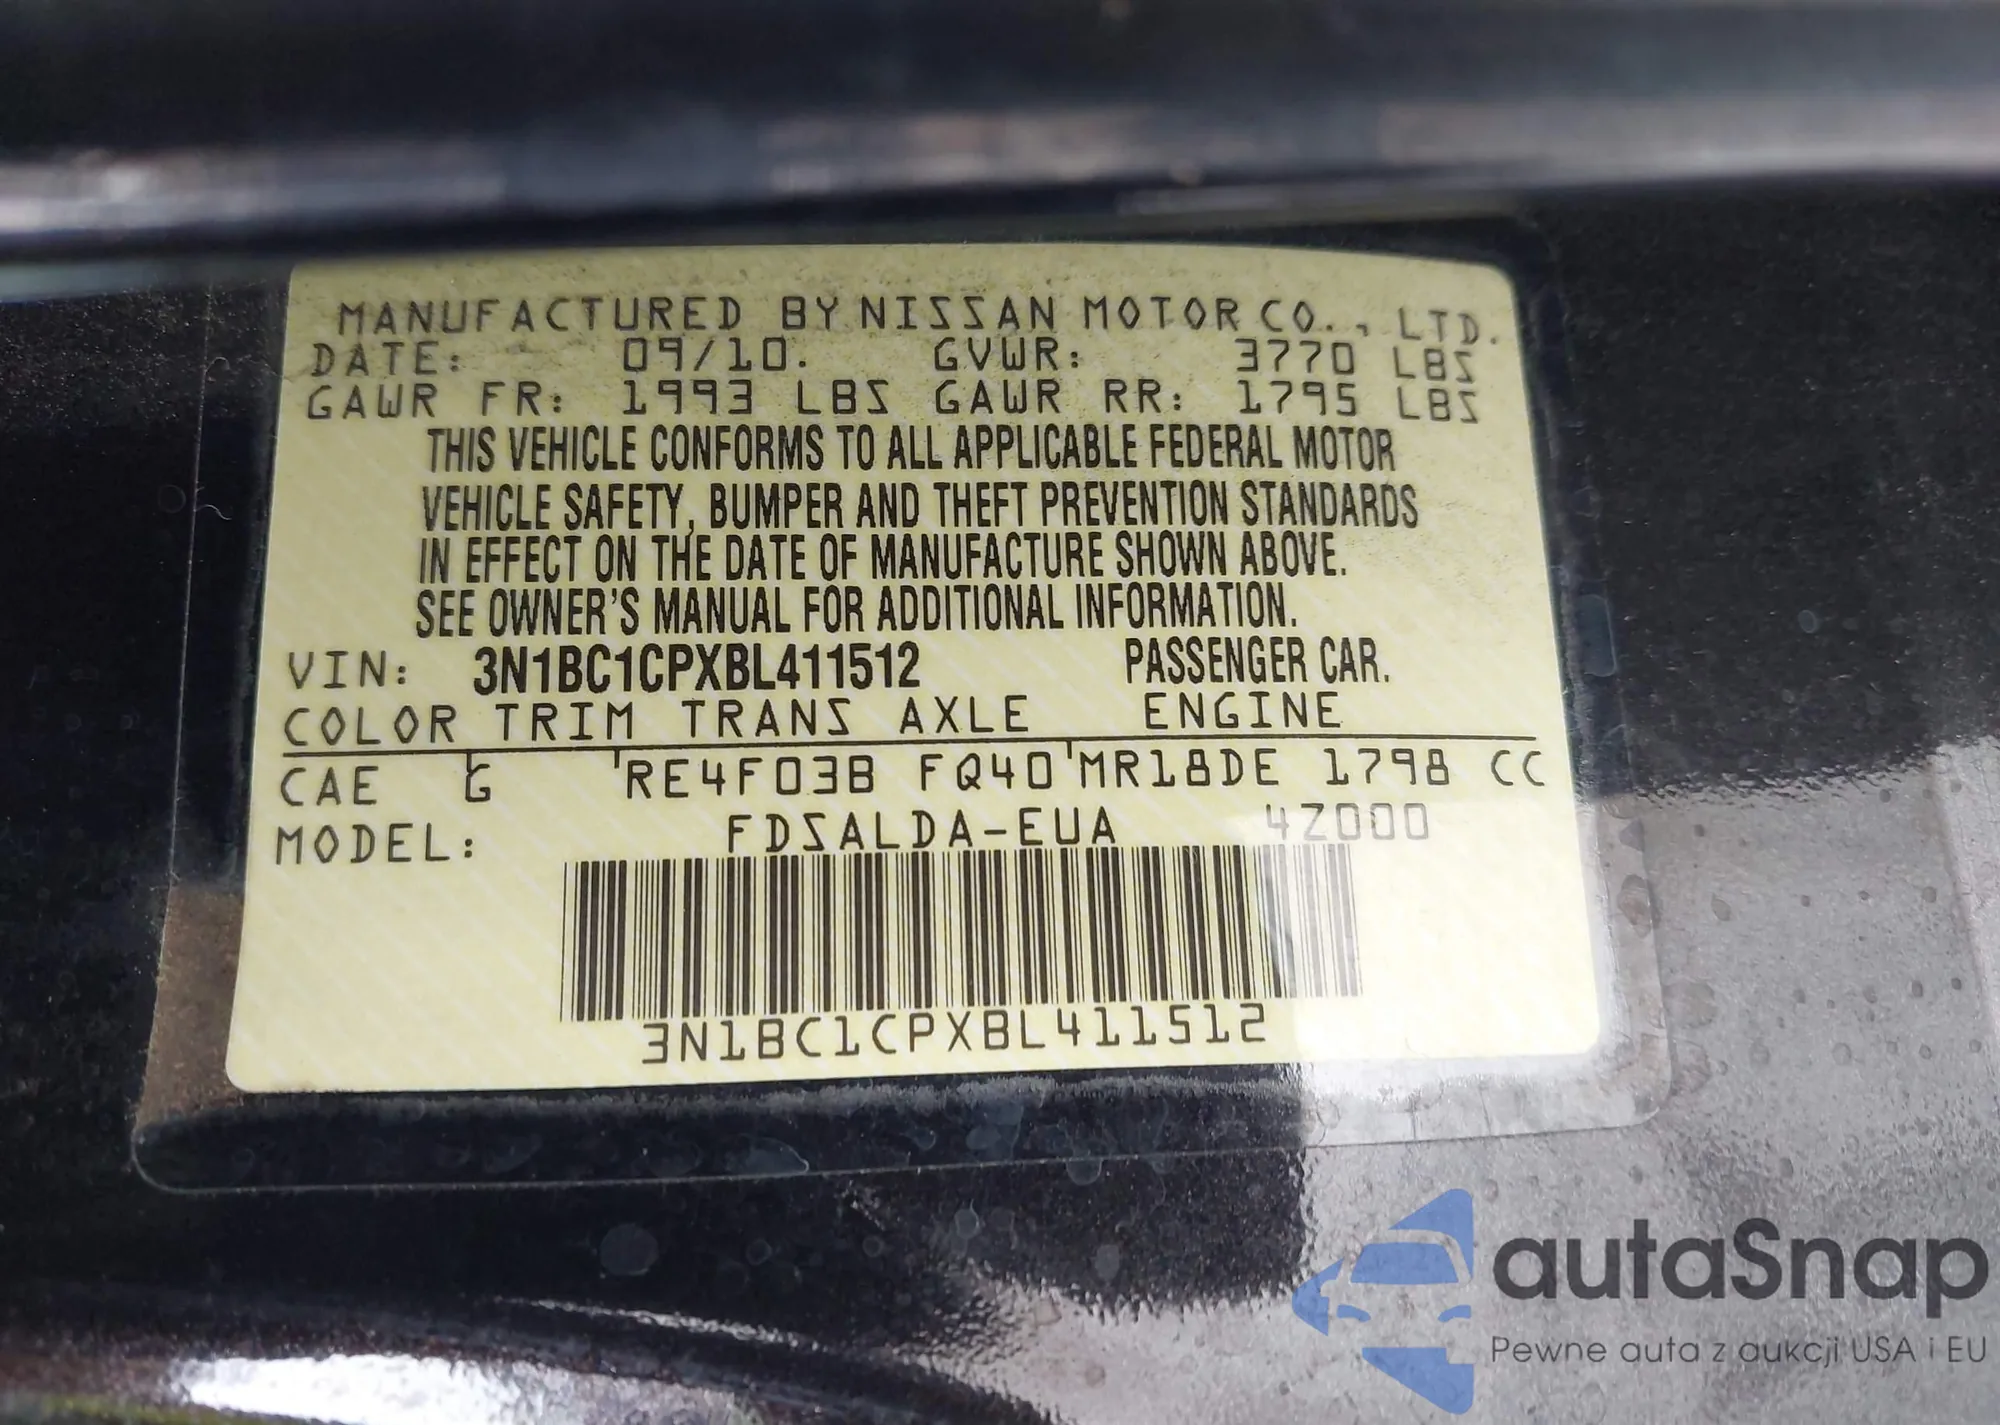 MANUFACTURED BY NISSAN MOTOR CO., LTD.
DATE: 09/10. GVWR: 3770 LBS
GAWR FR: 1993 LBS GAWR RR: 1795 LBS
THIS VEHICLE CONFORMS TO ALL APPLICABLE FEDERAL MOTOR
VEHICLE SAFETY, BUMPER AND THEFT PREVENTION STANDARDS
IN EFFECT ON THE DATE OF MANUFACTURE SHOWN ABOVE.
SEE OWNER'S MANUAL FOR ADDITIONAL INFORMATION.
VIN: 3N1BC1CPXBL411512 PASSENGER CAR.
COLOR TRIM TRANS AXLE ENGINE
CAE G RE4F03B FQ40 MR18DE 1798 CC
MODEL: FDSALDA-EUA 4Z000
3N1BC1CPXBL411512
autaSnap
Pewne auta z aukcji USA i EU